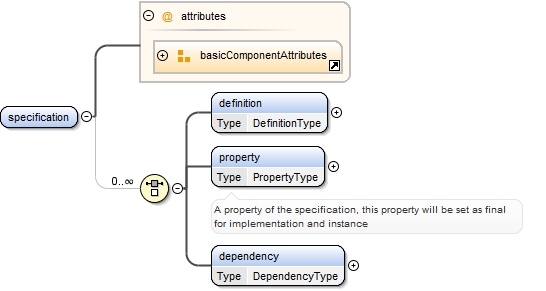 @ attributes
basicComponentAttributes
specification
0..∞
definition
Type DefinitionType
property
Type PropertyType
A property of the specification, this property will be set as final
for implementation and instance
dependency
Type DependencyType